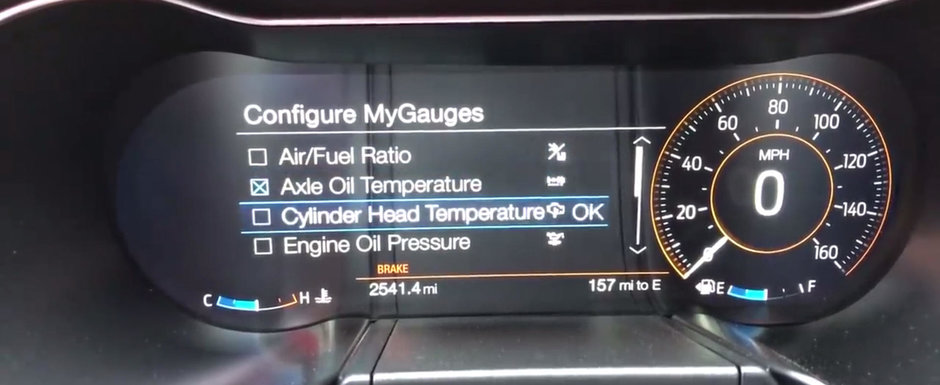 Configure MyGauges
Air/Fuel Ratio
Axle Oil Temperature
Cylinder Head Temperature OK
Engine Oil Pressure
BRAKE
2541.4 mi 157 mi to E
C H
20 40 60 80 100 120 140 160
MPH
0
E F